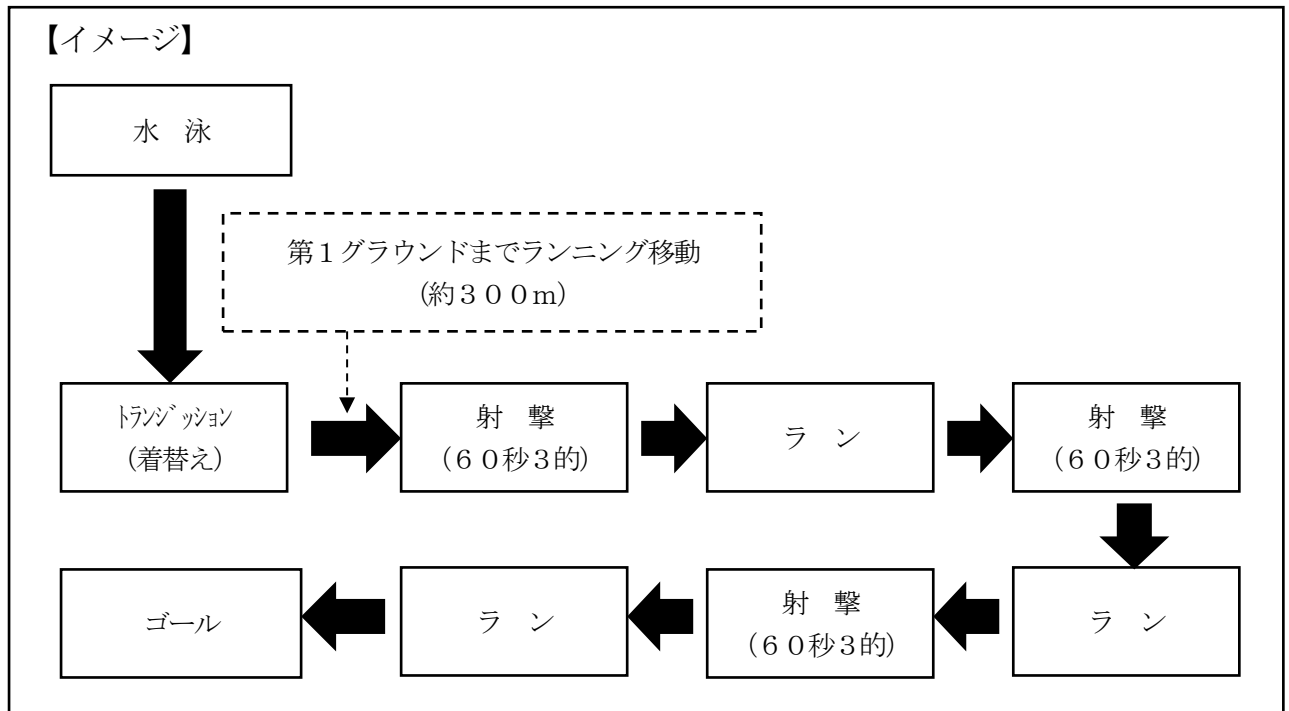 【イメージ】
水　泳
第１グラウンドまでランニング移動
(約３００ｍ)
ﾄﾗﾝｼﾞｯｼｮﾝ
(着替え)
射　撃
(６０秒３的)
ラ　ン
射　撃
(６０秒３的)
ゴール
ラ　ン
射　撃
(６０秒３的)
ラ　ン